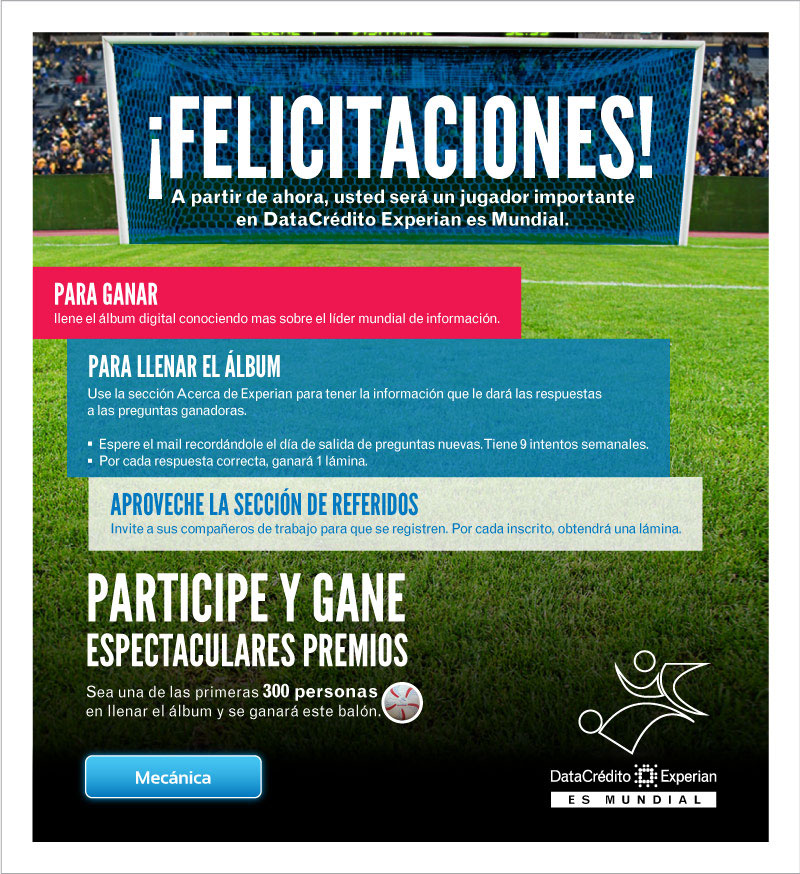 ¡FELICITACIONES!
A partir de ahora, usted será un jugador importante
en DataCrédito Experian es Mundial.
PARA GANAR
llene el álbum digital conociendo mas sobre el líder mundial de información.
PARA LLENAR EL ÁLBUM
Use la sección Acerca de Experian para tener la información que le dará las respuestas
a las preguntas ganadoras.
▪ Espere el mail recordándole el día de salida de preguntas nuevas.Tiene 9 intentos semanales.
▪ Por cada respuesta correcta, ganará 1 lámina.
APROVECHE LA SECCIÓN DE REFERIDOS
Invite a sus compañeros de trabajo para que se registren. Por cada inscrito, obtendrá una lámina.
PARTICIPE Y GANE
ESPECTACULARES PREMIOS
Sea una de las primeras 300 personas
en llenar el álbum y se ganará este balón.
Mecánica
DataCrédito Experian
ES MUNDIAL